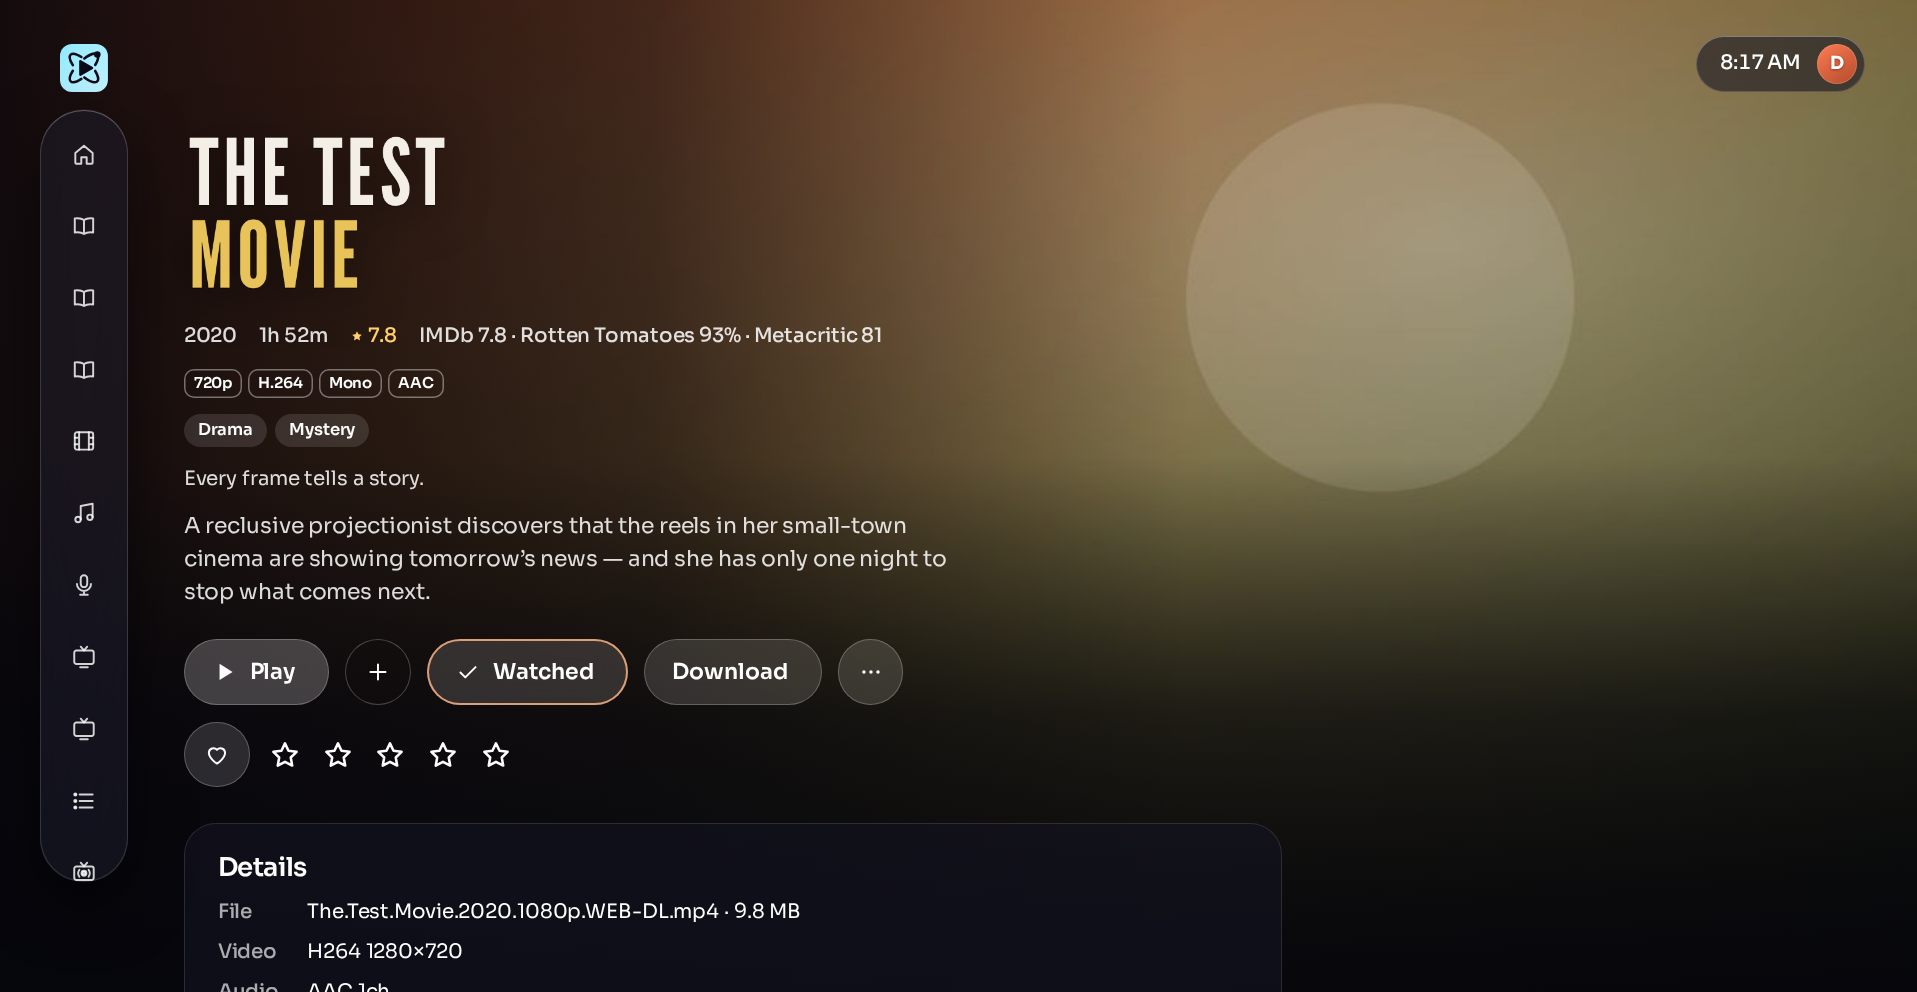 8:17 AM D
THE TEST
MOVIE
2020 1h 52m 7.8 IMDb 7.8 · Rotten Tomatoes 93% · Metacritic 81
720p H.264 Mono AAC
Drama Mystery
Every frame tells a story.
A reclusive projectionist discovers that the reels in her small-town
cinema are showing tomorrow’s news — and she has only one night to
stop what comes next.
Play Watched Download
Details
File The.Test.Movie.2020.1080p.WEB-DL.mp4 · 9.8 MB
Video H264 1280×720
Audio AAC 1ch